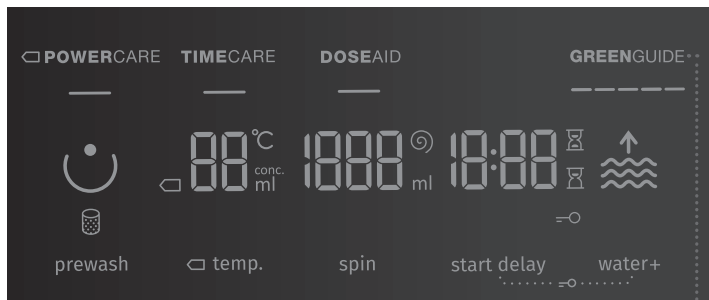 POWERCARE TIMECARE DOSEAID GREENGUIDE
88 °C conc. ml 1888 ml 18:88
prewash temp. spin start delay water+